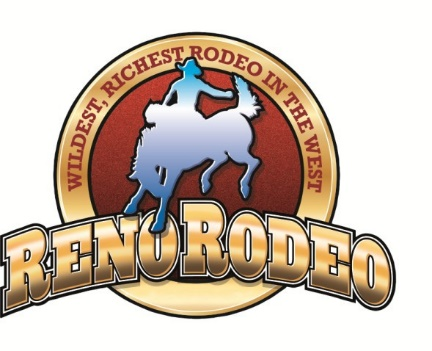 WILDEST, RICHEST RODEO IN THE WEST
RENO RODEO